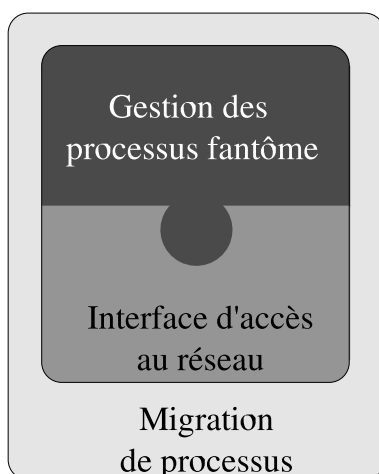 Gestion des
processus fantôme
Interface d'accès
au réseau
Migration
de processus